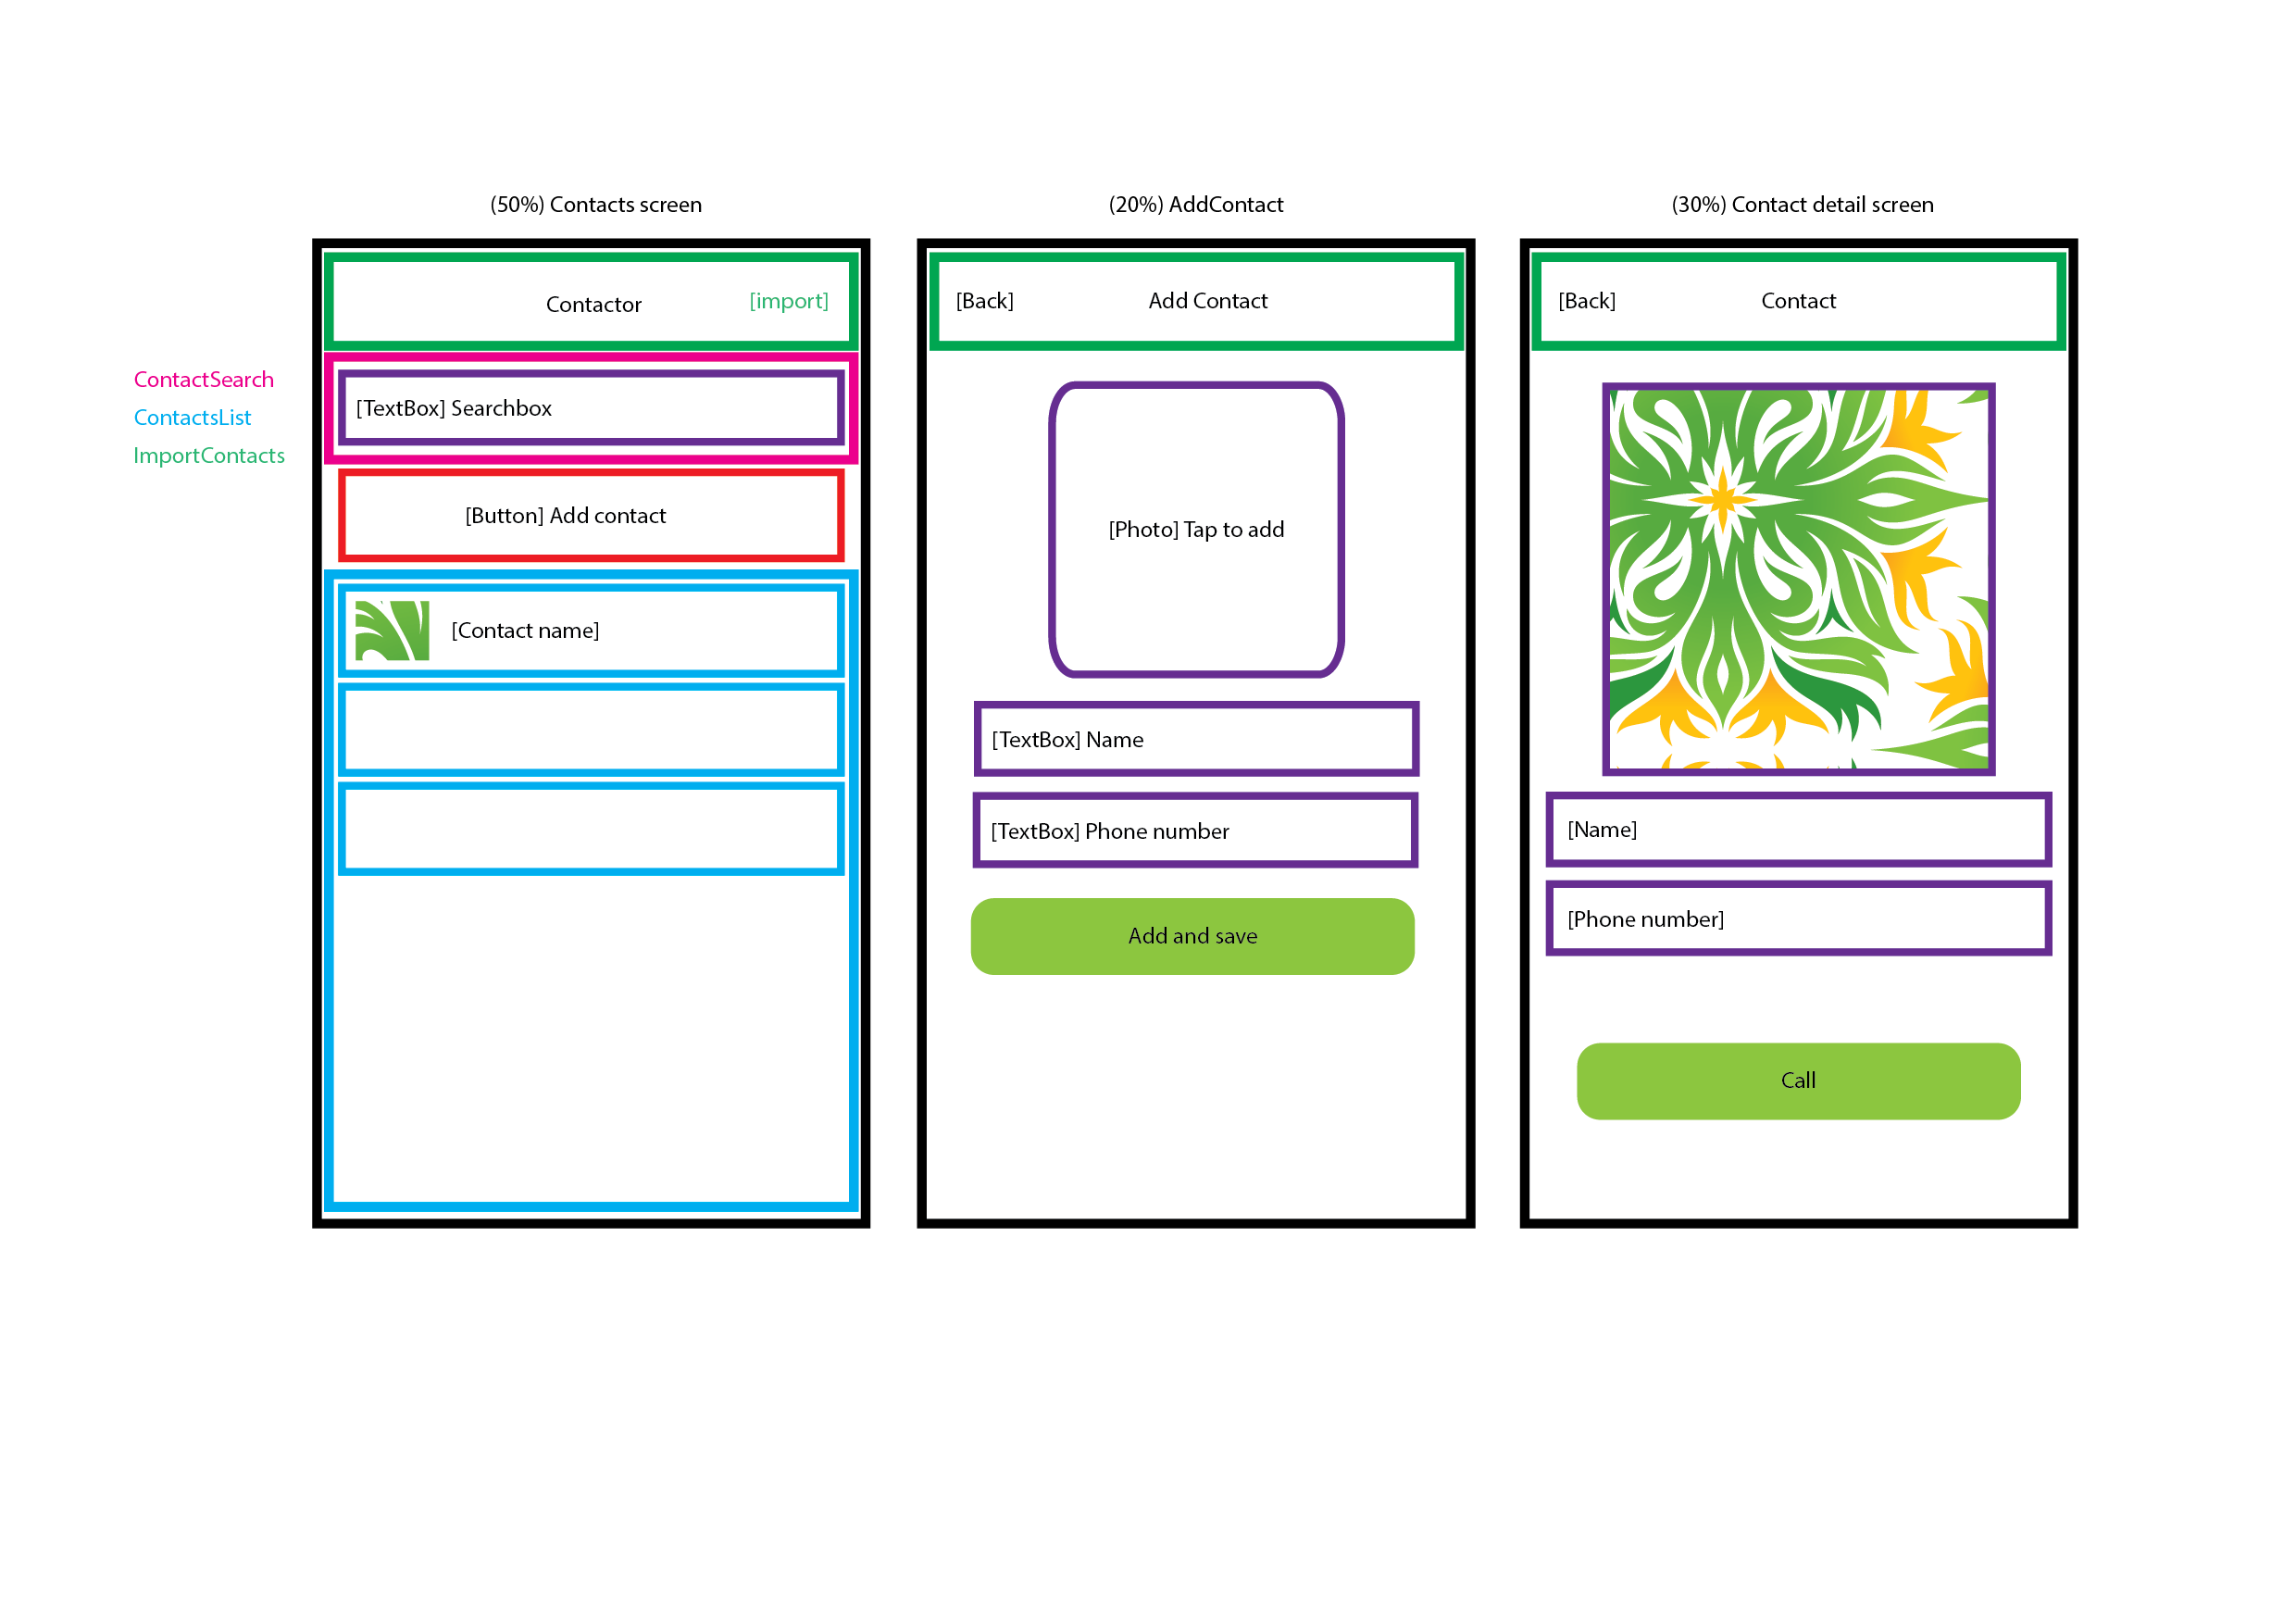 (50%) Contacts screen
(20%) AddContact
(30%) Contact detail screen
ContactSearch
ContactsList
ImportContacts
Contactor
[import]
[TextBox] Searchbox
[Button] Add contact
[Contact name]
[Back]
Add Contact
[Photo] Tap to add
[TextBox] Name
[TextBox] Phone number
Add and save
[Back]
Contact
[Name]
[Phone number]
Call